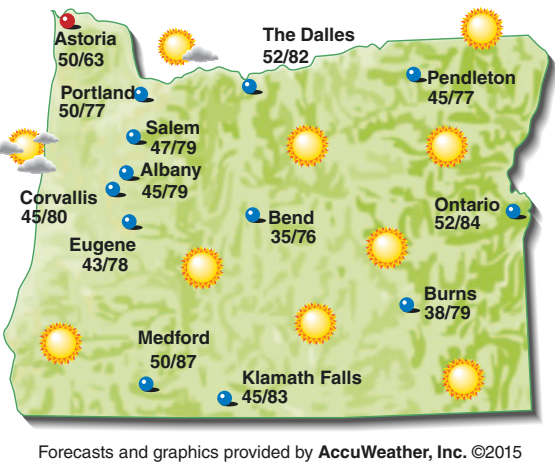 Astoria
50/63
The Dalles
52/82
Pendleton
45/77
Portland
50/77
Salem
47/79
Albany
45/79
Corvallis
45/80
Eugene
43/78
Bend
35/76
Ontario
52/84
Burns
38/79
Medford
50/87
Klamath Falls
45/83
Forecasts and graphics provided by AccuWeather, Inc. ©2015